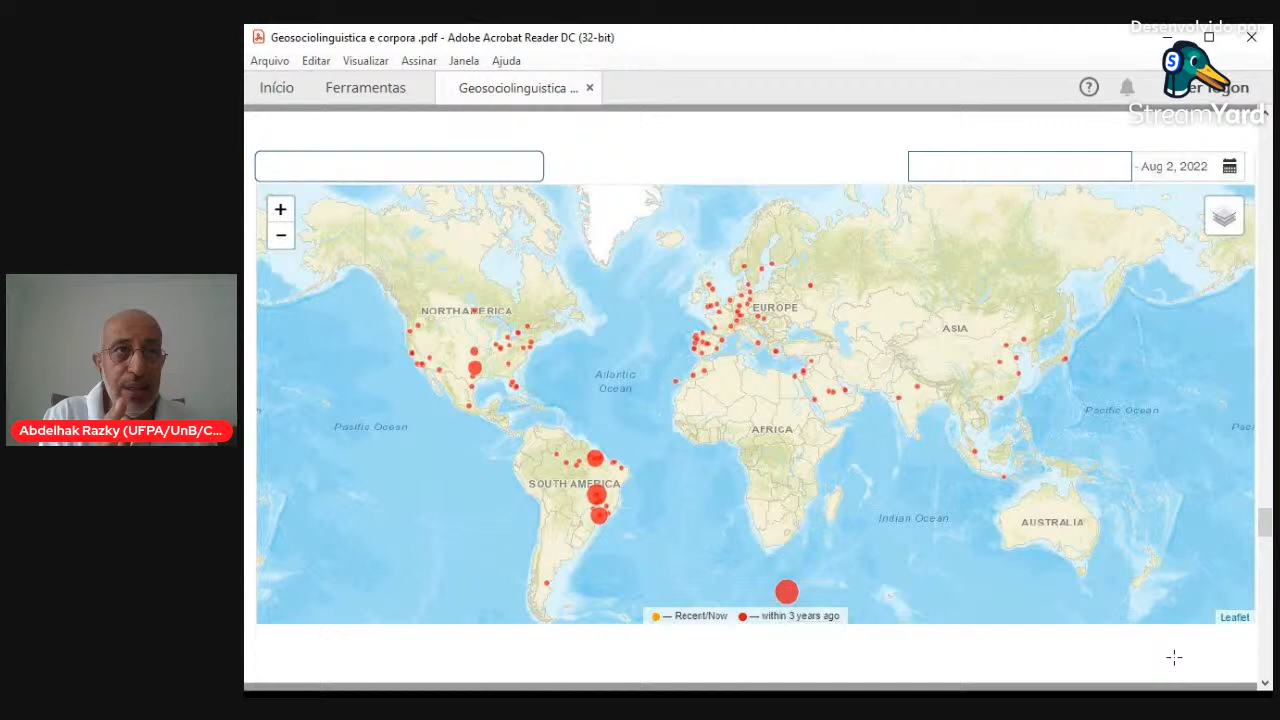 Desenvolvido por
Geosociolinguistica e corpora .pdf - Adobe Acrobat Reader DC (32-bit)
Arquivo Editar Visualizar Assinar Janela Ajuda
Início Ferramentas Geosociolinguistica ... ×
StreamYard
- Aug 2, 2022
+
−
NORTH AMERICA
EUROPE
ASIA
Atlantic
Ocean
Pacific Ocean
Pacific Ocean
AFRICA
SOUTH AMERICA
Indian Ocean
AUSTRALIA
— Recent/Now — within 3 years ago
Leaflet
Abdelhak Razky (UFPA/UnB/C...